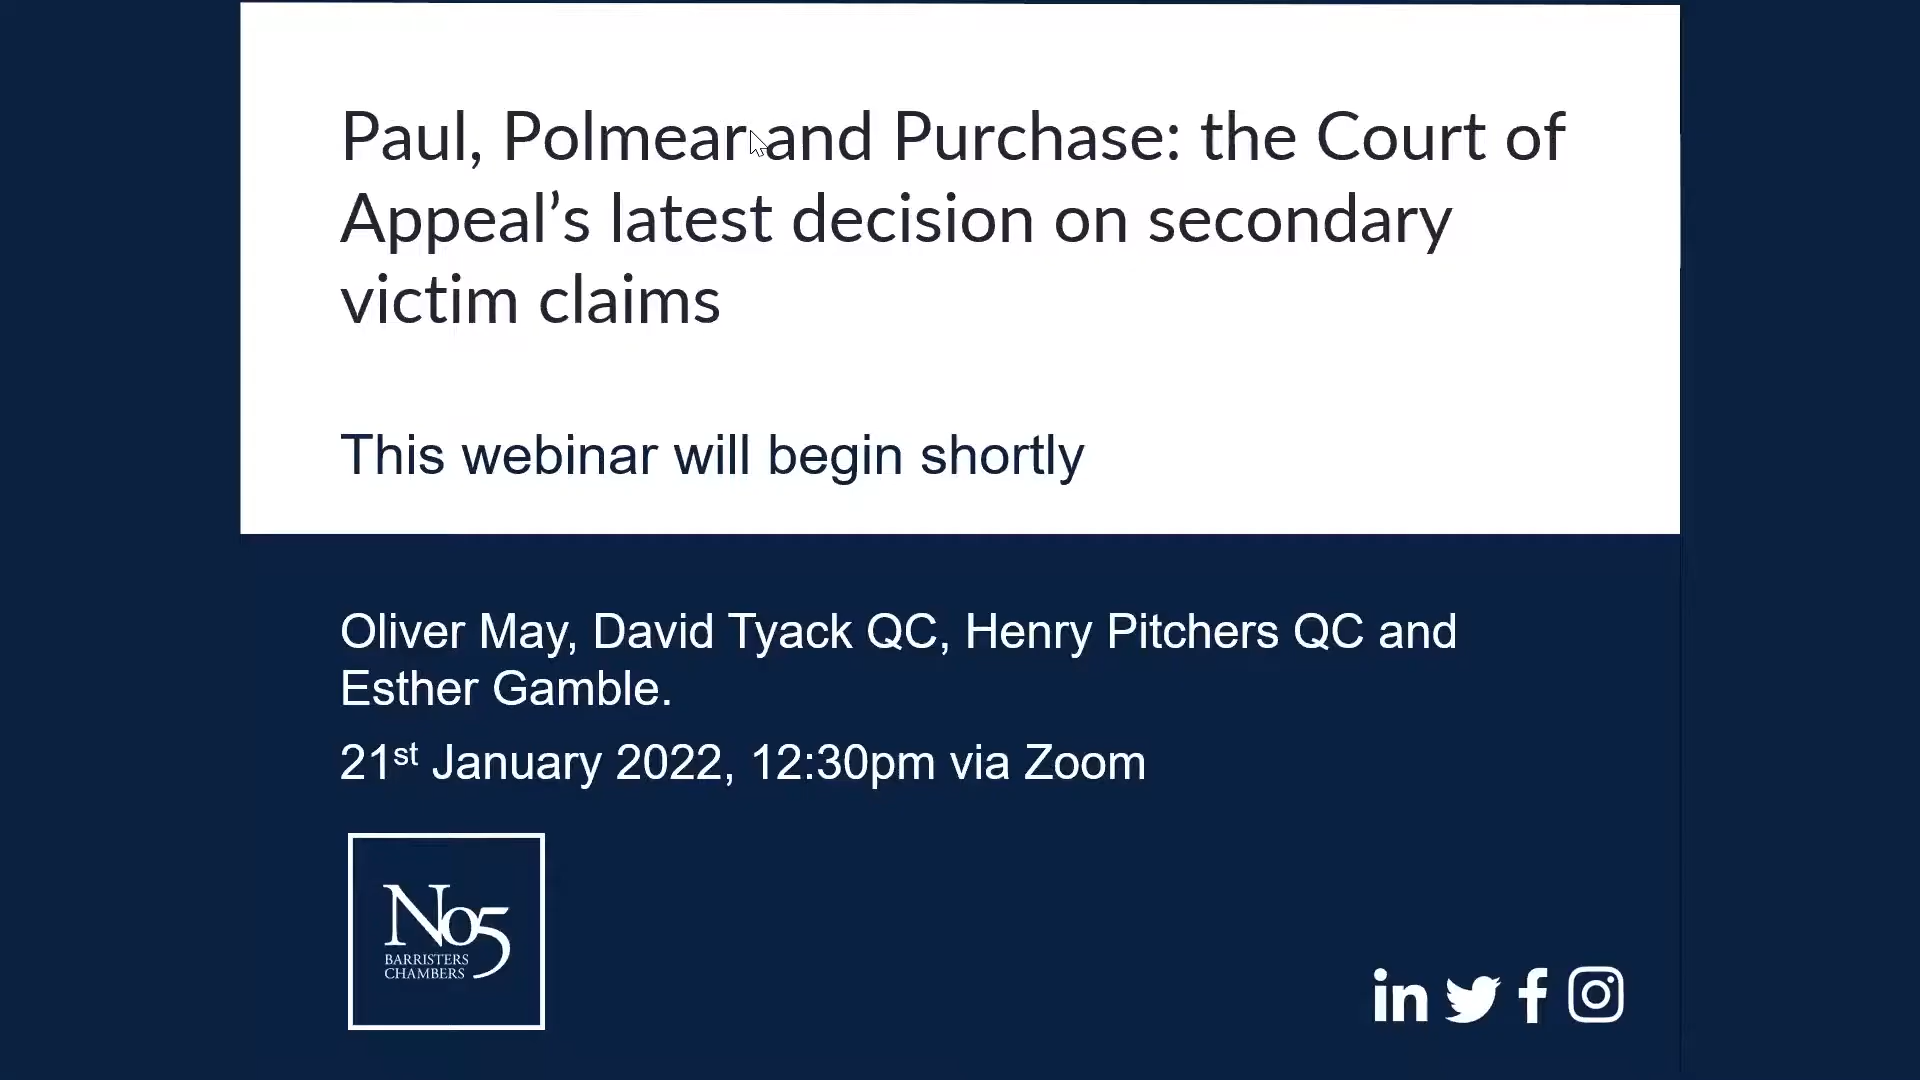 Paul, Polmear and Purchase: the Court of
Appeal’s latest decision on secondary
victim claims
This webinar will begin shortly
Oliver May, David Tyack QC, Henry Pitchers QC and
Esther Gamble.
21st January 2022, 12:30pm via Zoom
No5
BARRISTERS
CHAMBERS